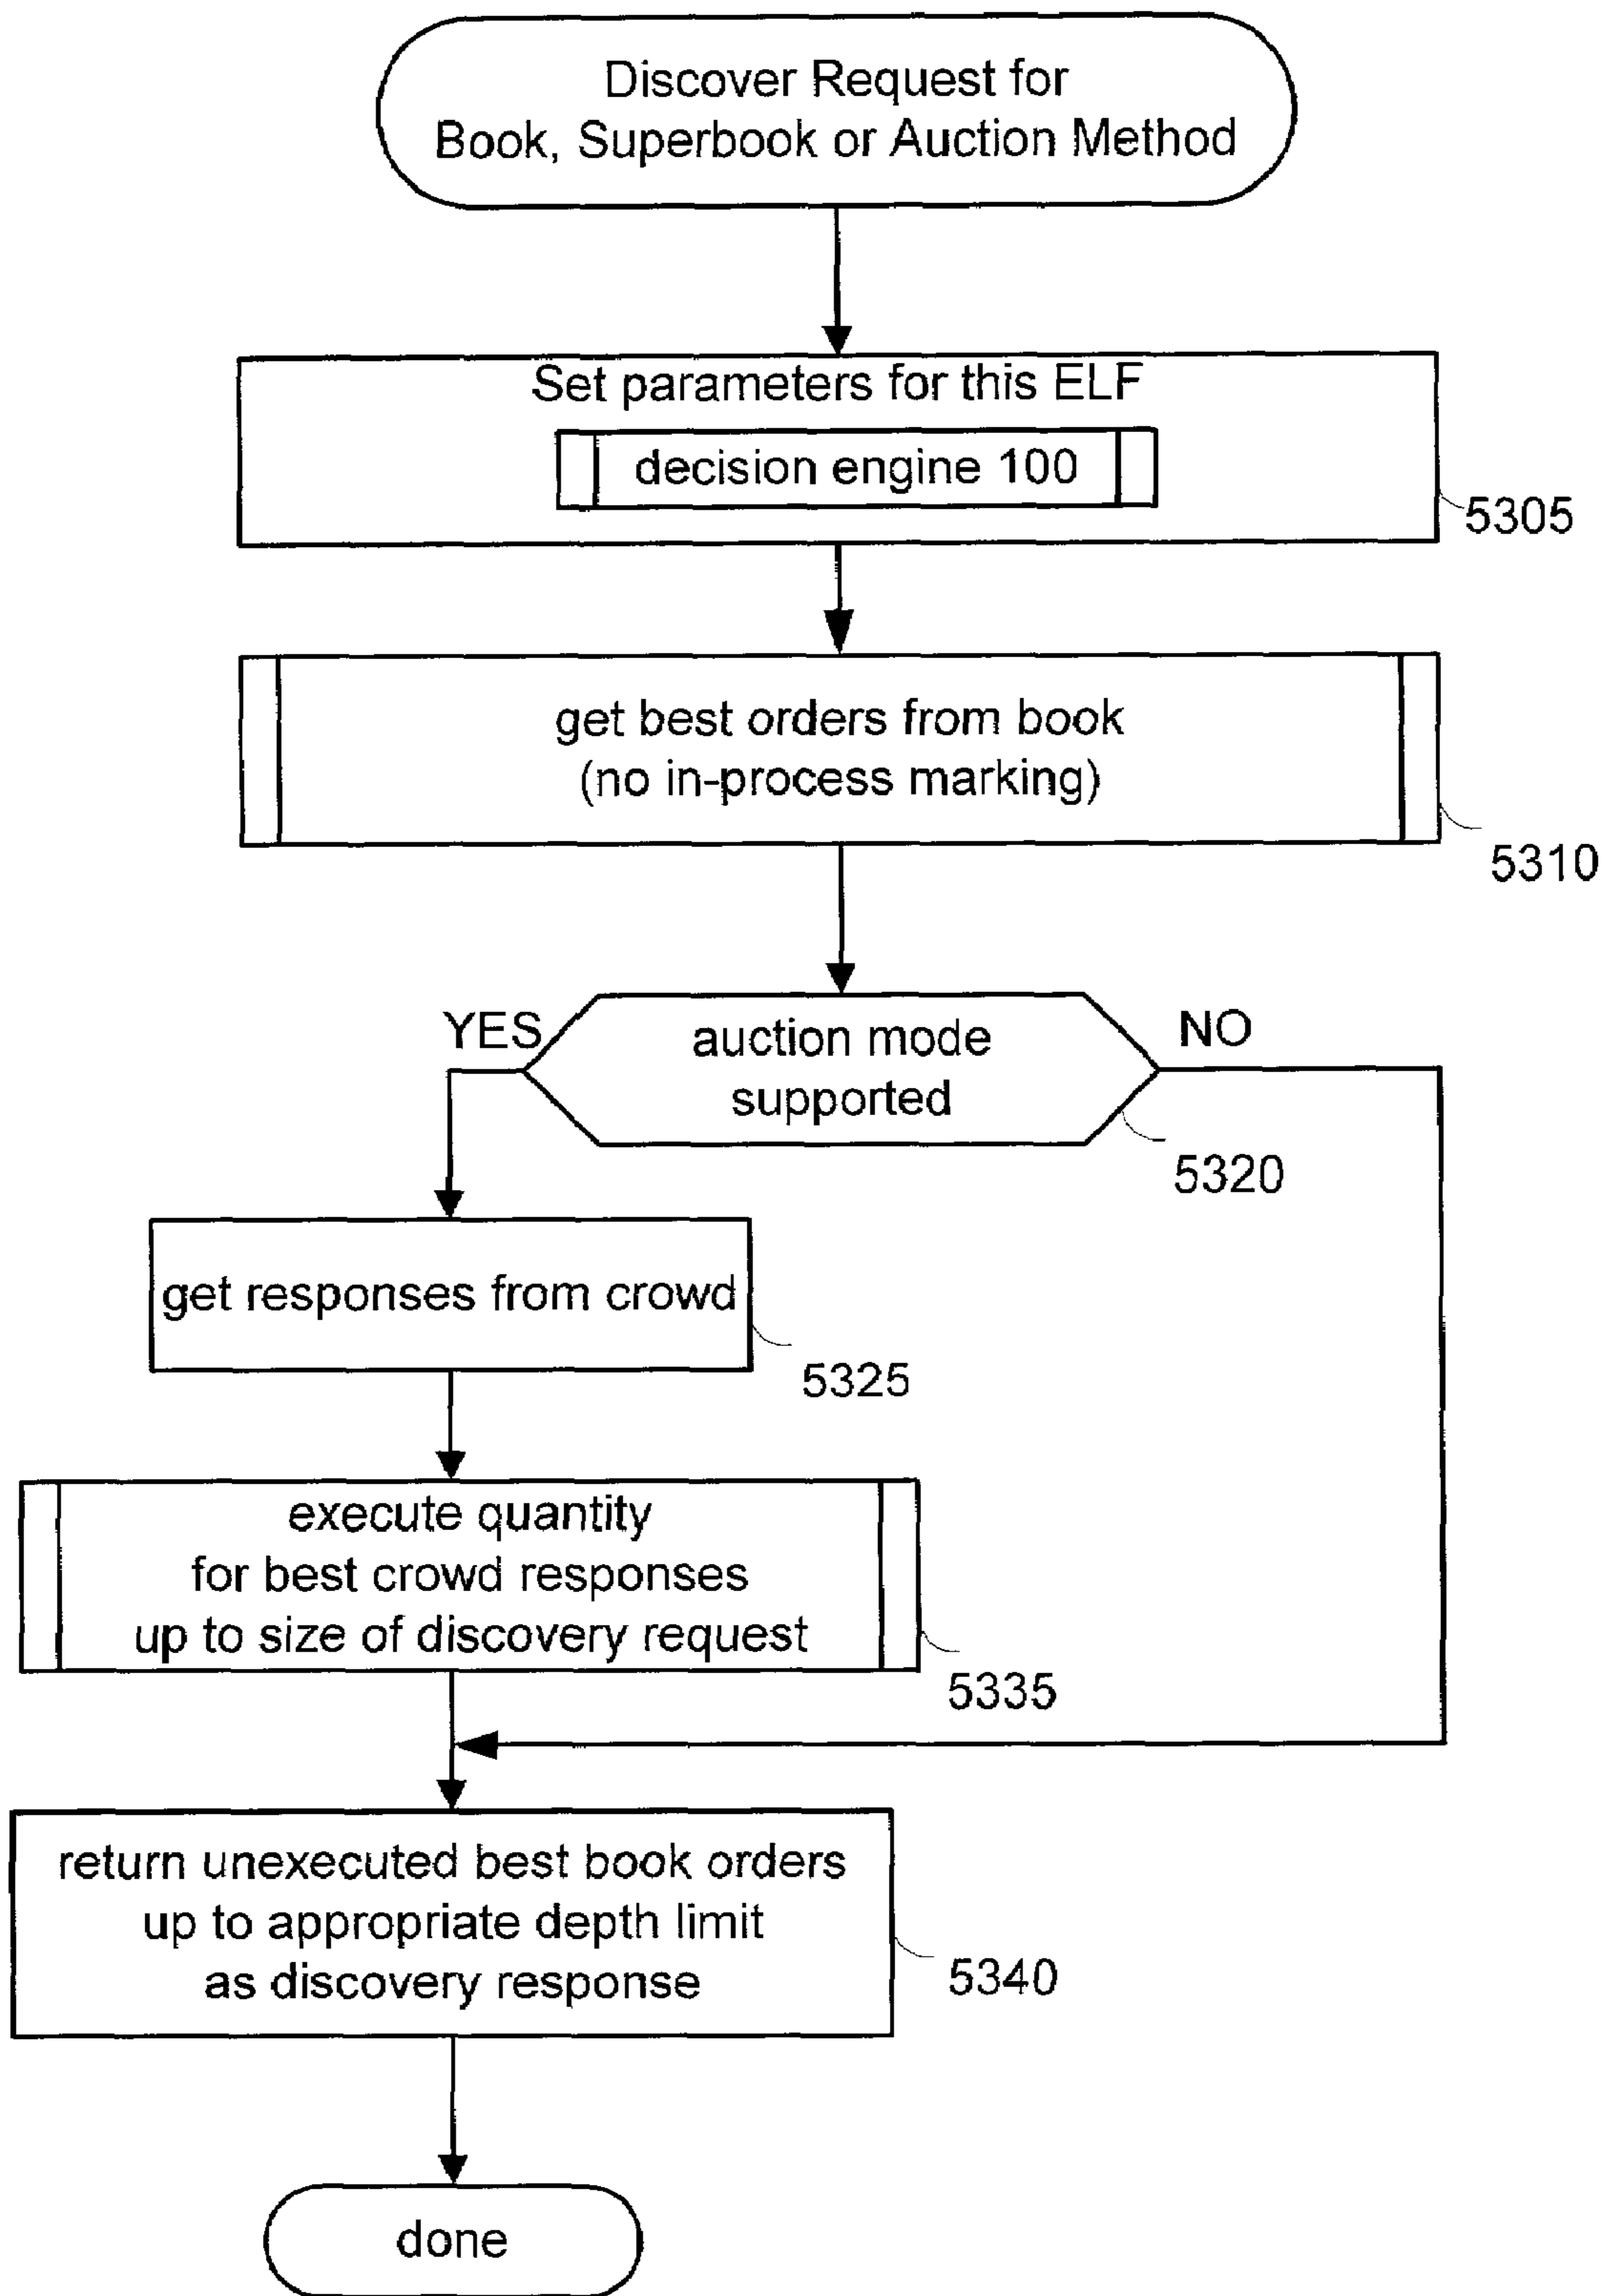 Discover Request for
Book, Superbook or Auction Method
Set parameters for this ELF
decision engine 100
5305
get best orders from book
(no in-process marking)
5310
YES
auction mode
supported
NO
5320
get responses from crowd
5325
execute quantity
for best crowd responses
up to size of discovery request
5335
return unexecuted best book orders
up to appropriate depth limit
as discovery response
5340
done